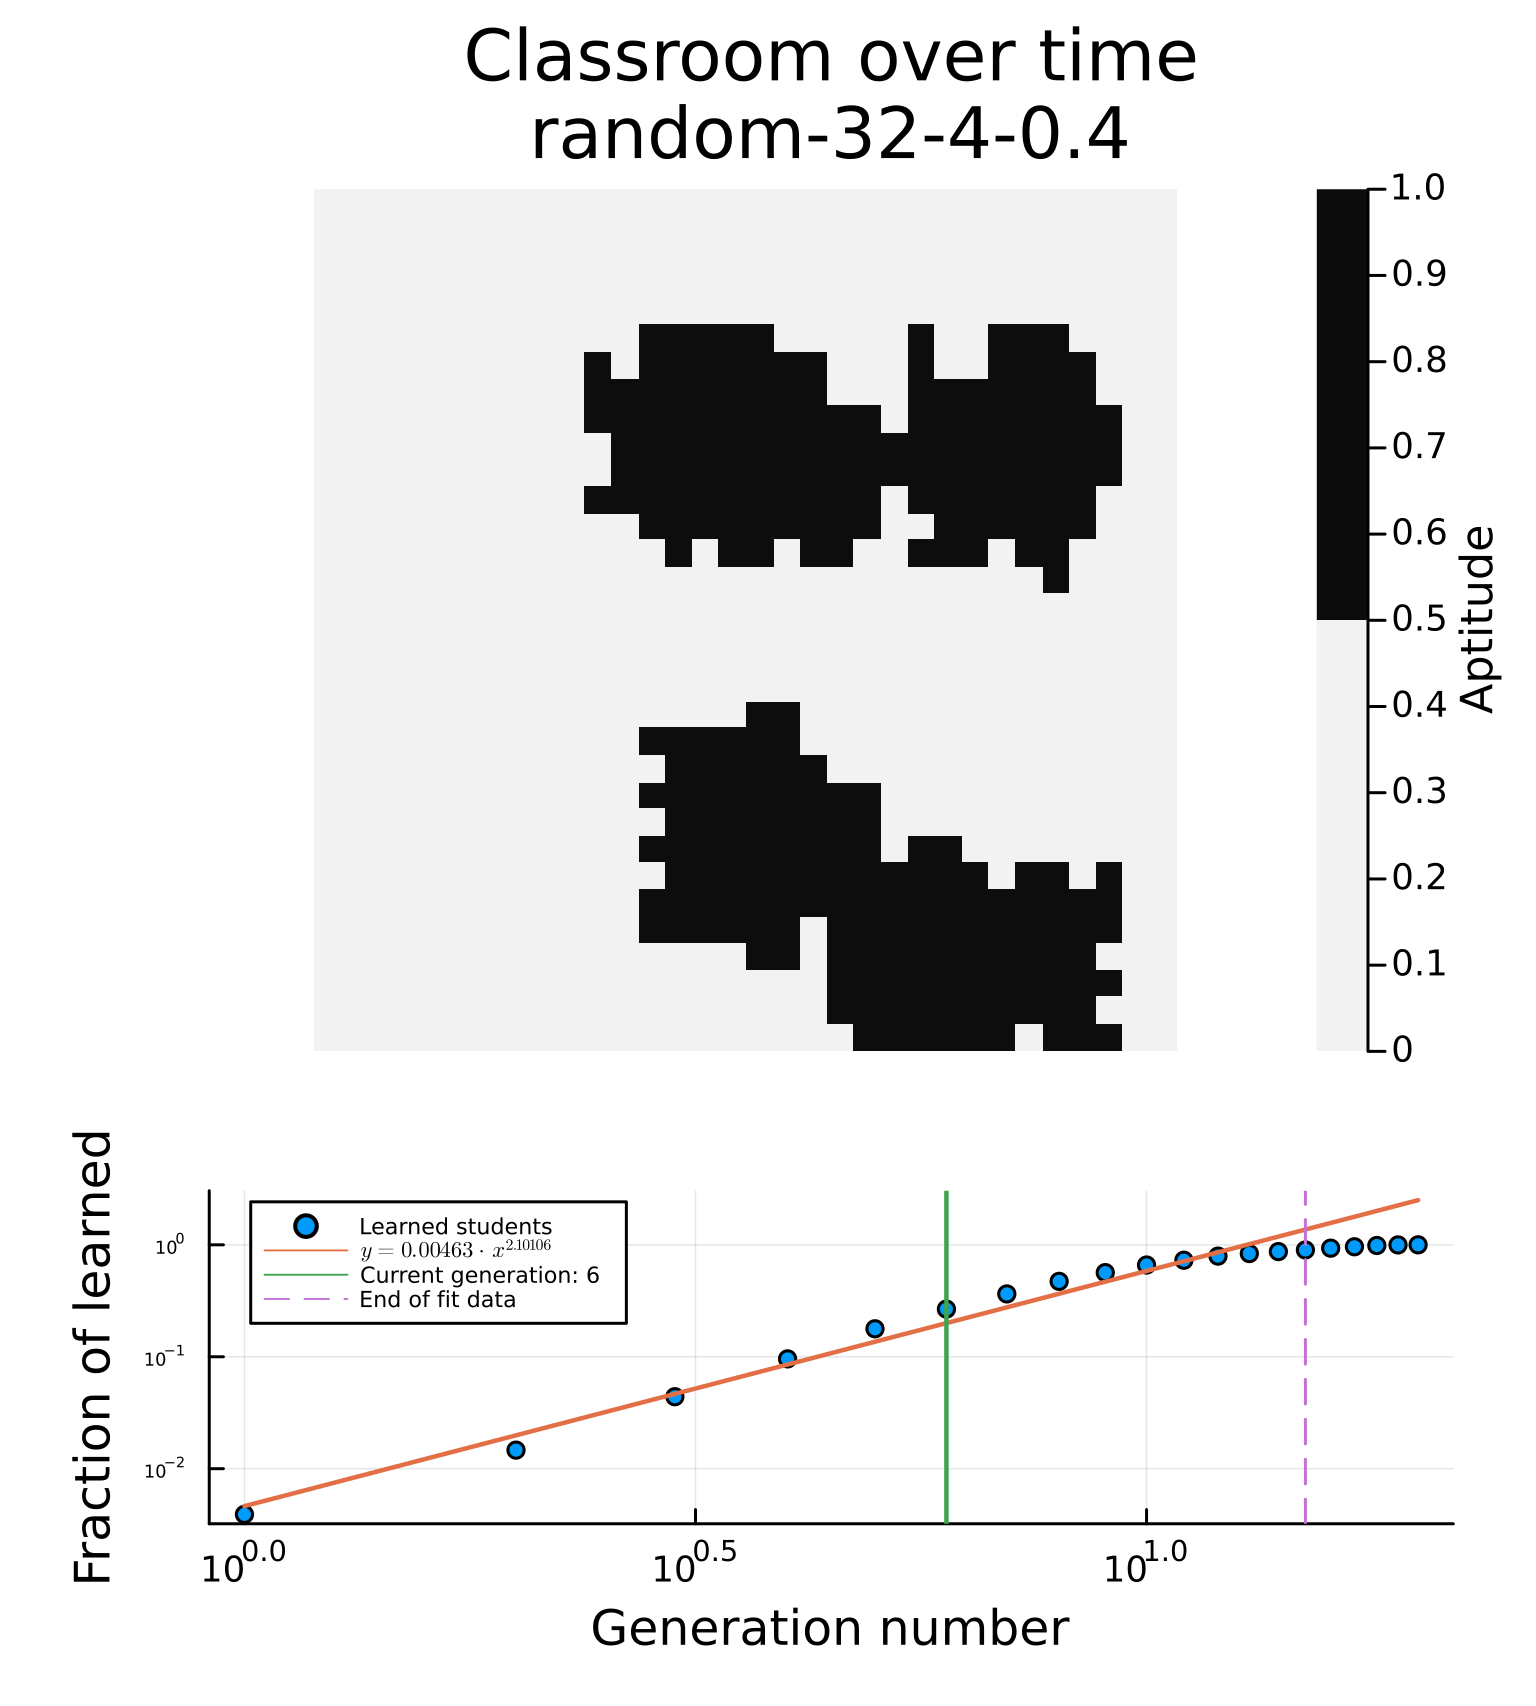 Classroom over time
random-32-4-0.4
1.0
0.9
0.8
0.7
0.6
0.5
0.4
0.3
0.2
0.1
0
Aptitude
Fraction of learned
10⁰
10⁻¹
10⁻²
Learned students
y = 0.00463 · x^2.10106
Current generation: 6
End of fit data
10^0.0 10^0.5 10^1.0
Generation number